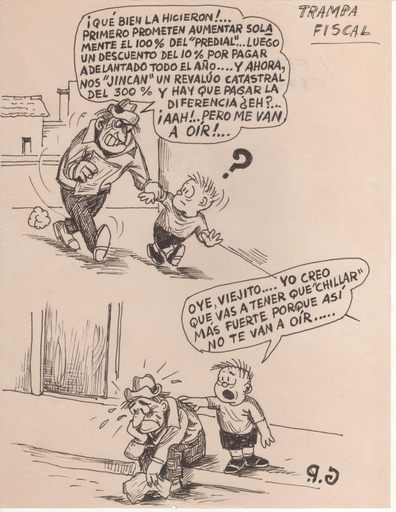 TRAMPA
FISCAL
¡QUÉ BIEN LA HICIERON!...
PRIMERO PROMETEN AUMENTAR SOLA
MENTE EL 100% DEL "PREDIAL"...LUEGO
UN DESCUENTO DEL 10% POR PAGAR
ADELANTADO TODO EL AÑO....Y AHORA,
NOS "JINCAN" UN REVALÚO CATASTRAL
DEL 300% Y HAY QUE PAGAR LA
DIFERENCIA ¿EH?...
¡AAH!..PERO ME VAN
A OÍR!...
?
OYE, VIEJITO.... YO CREO
QUE VAS A TENER QUE "CHILLAR"
MÁS FUERTE PORQUE ASÍ
NO TE VAN A OÍR.....